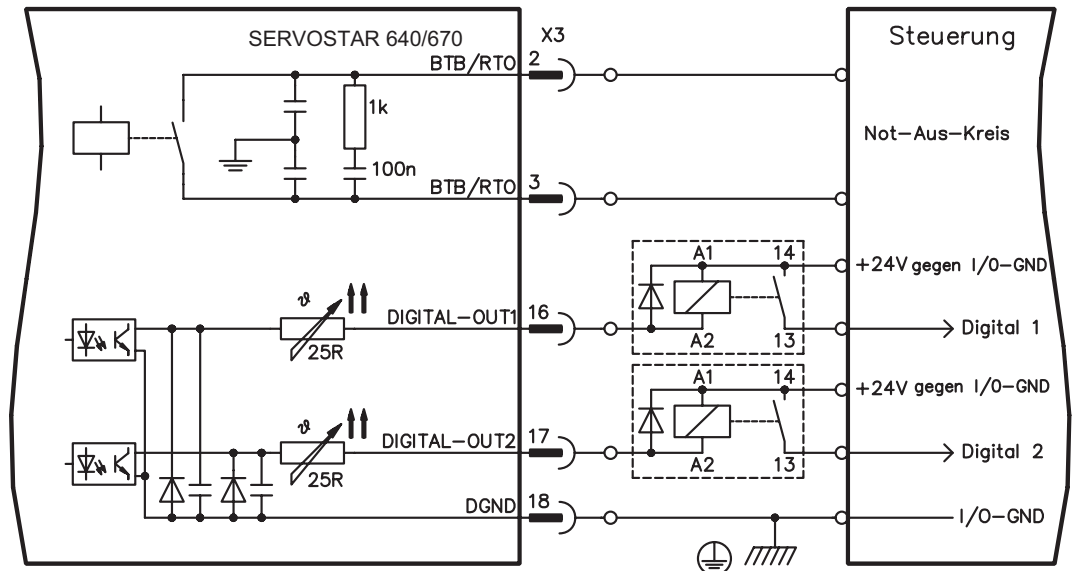 SERVOSTAR 640/670
X3
Steuerung
BTB/RTO 2
1k
Not-Aus-Kreis
100n
BTB/RTO 3
A1 14
+24V gegen I/O-GND
ϑ
DIGITAL-OUT1 16
Digital 1
25R
A2 13
A1 14
+24V gegen I/O-GND
ϑ
DIGITAL-OUT2 17
Digital 2
25R
A2 13
DGND 18
I/O-GND